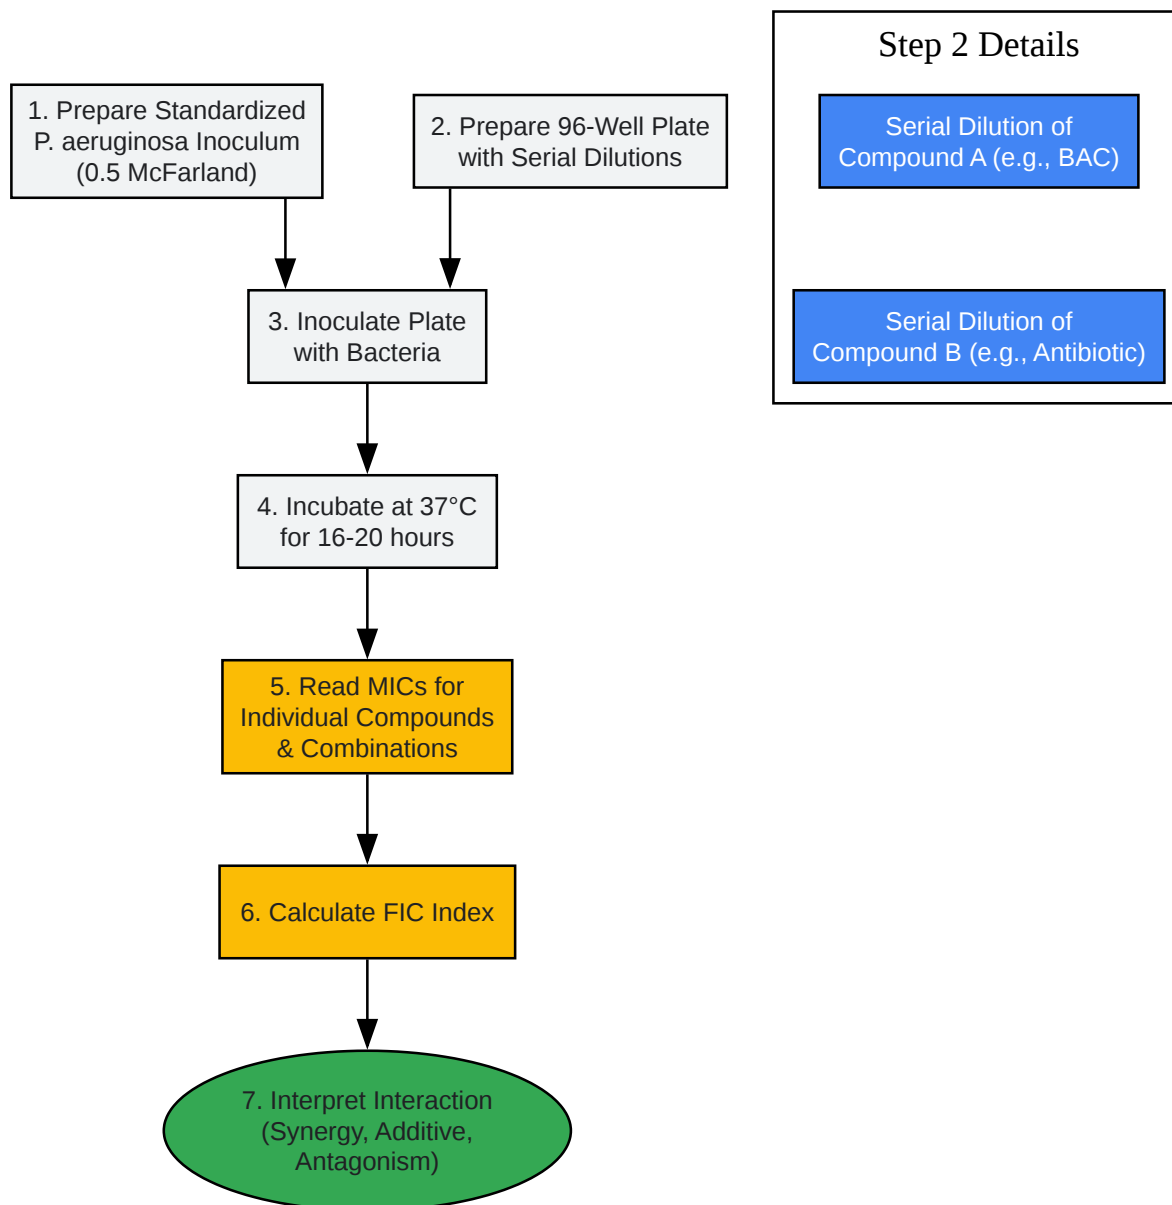 1. Prepare Standardized
P. aeruginosa Inoculum
(0.5 McFarland)
2. Prepare 96-Well Plate
with Serial Dilutions
3. Inoculate Plate
with Bacteria
4. Incubate at 37°C
for 16-20 hours
5. Read MICs for
Individual Compounds
& Combinations
6. Calculate FIC Index
7. Interpret Interaction
(Synergy, Additive,
Antagonism)
Step 2 Details
Serial Dilution of
Compound A (e.g., BAC)
Serial Dilution of
Compound B (e.g., Antibiotic)